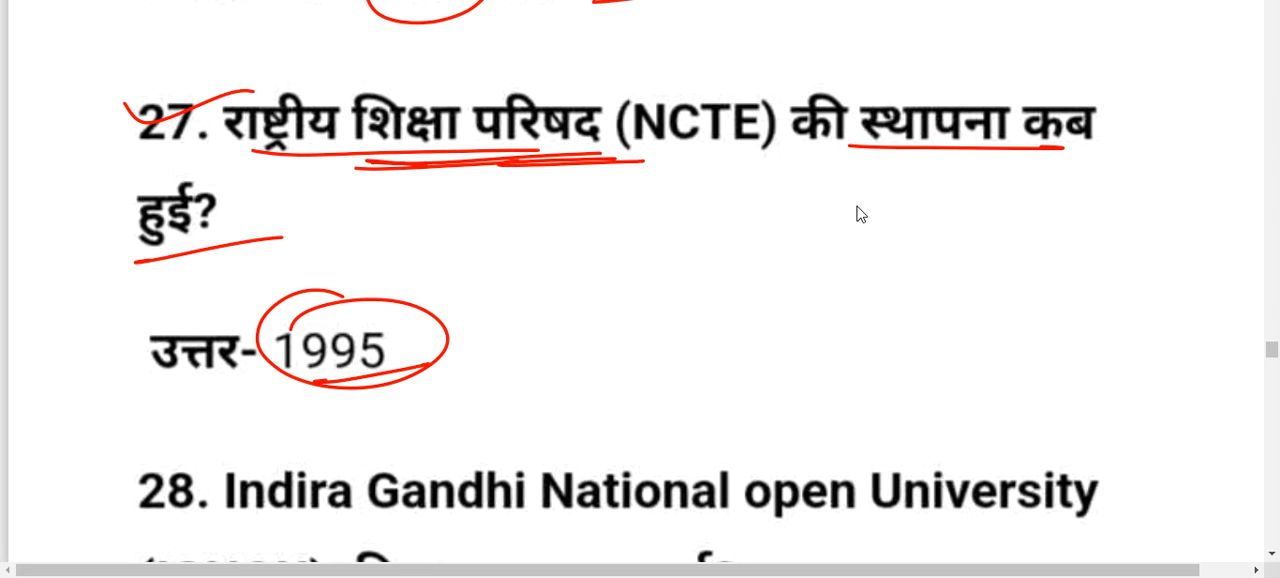 27. राष्ट्रीय शिक्षा परिषद (NCTE) की स्थापना कब
हुई?
उत्तर- 1995
28. Indira Gandhi National open University